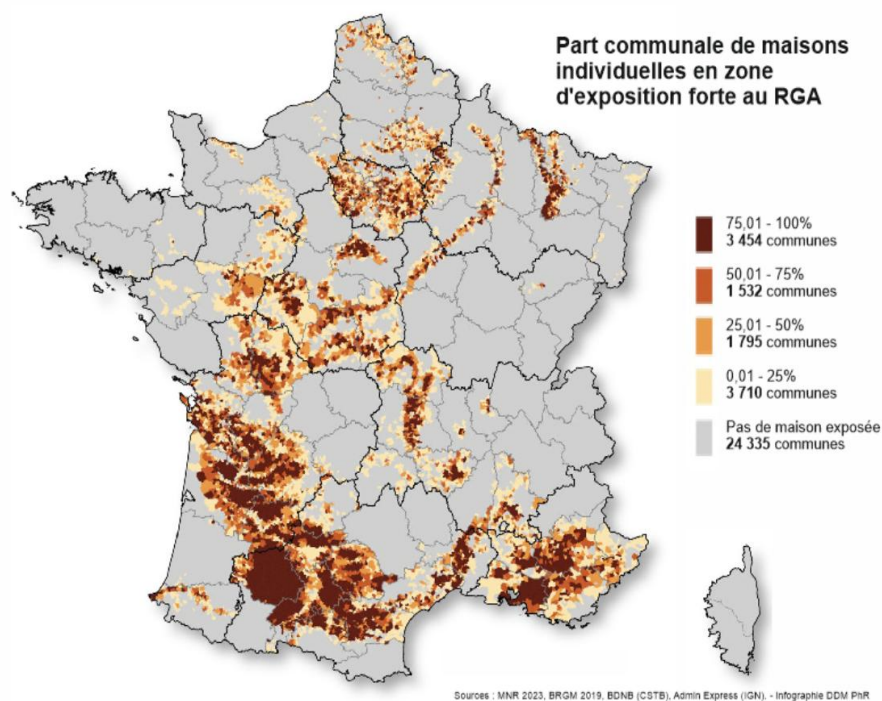 Part communale de maisons
individuelles en zone
d'exposition forte au RGA
75,01 - 100%
3 454 communes
50,01 - 75%
1 532 communes
25,01 - 50%
1 795 communes
0,01 - 25%
3 710 communes
Pas de maison exposée
24 335 communes
Sources : MNR 2023, BRGM 2019, BDNB (CSTB), Admin Express (IGN). - Infographie DDM PhR